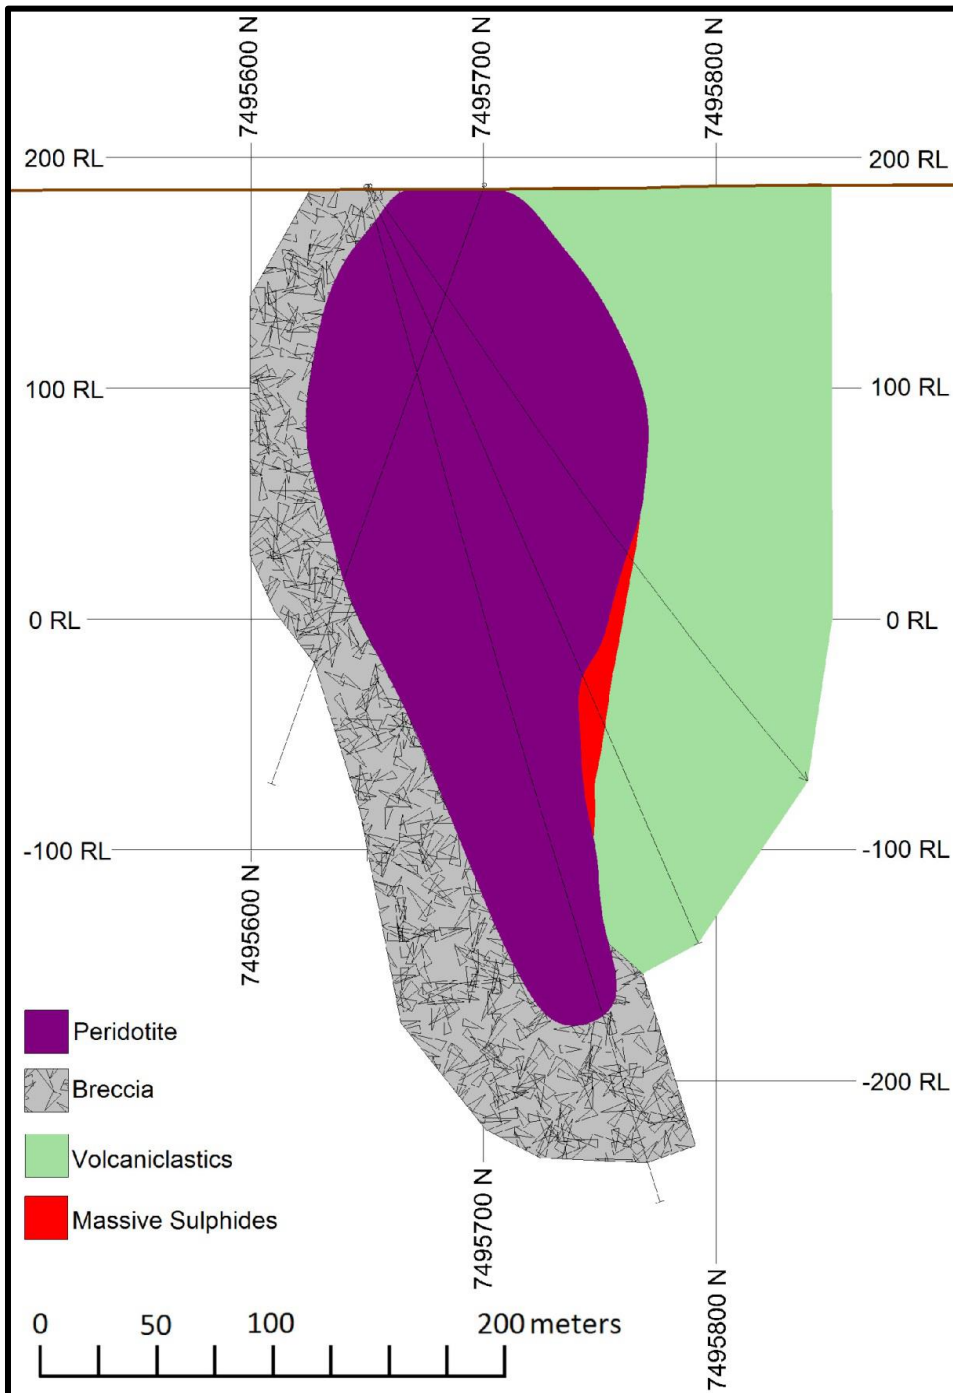 7495600 N
7495700 N
7495800 N
200 RL
200 RL
100 RL
100 RL
0 RL
0 RL
-100 RL
-100 RL
7495600 N
Peridotite
Breccia
-200 RL
Volcaniclastics
Massive Sulphides
7495700 N
7495800 N
0 50 100 200 meters